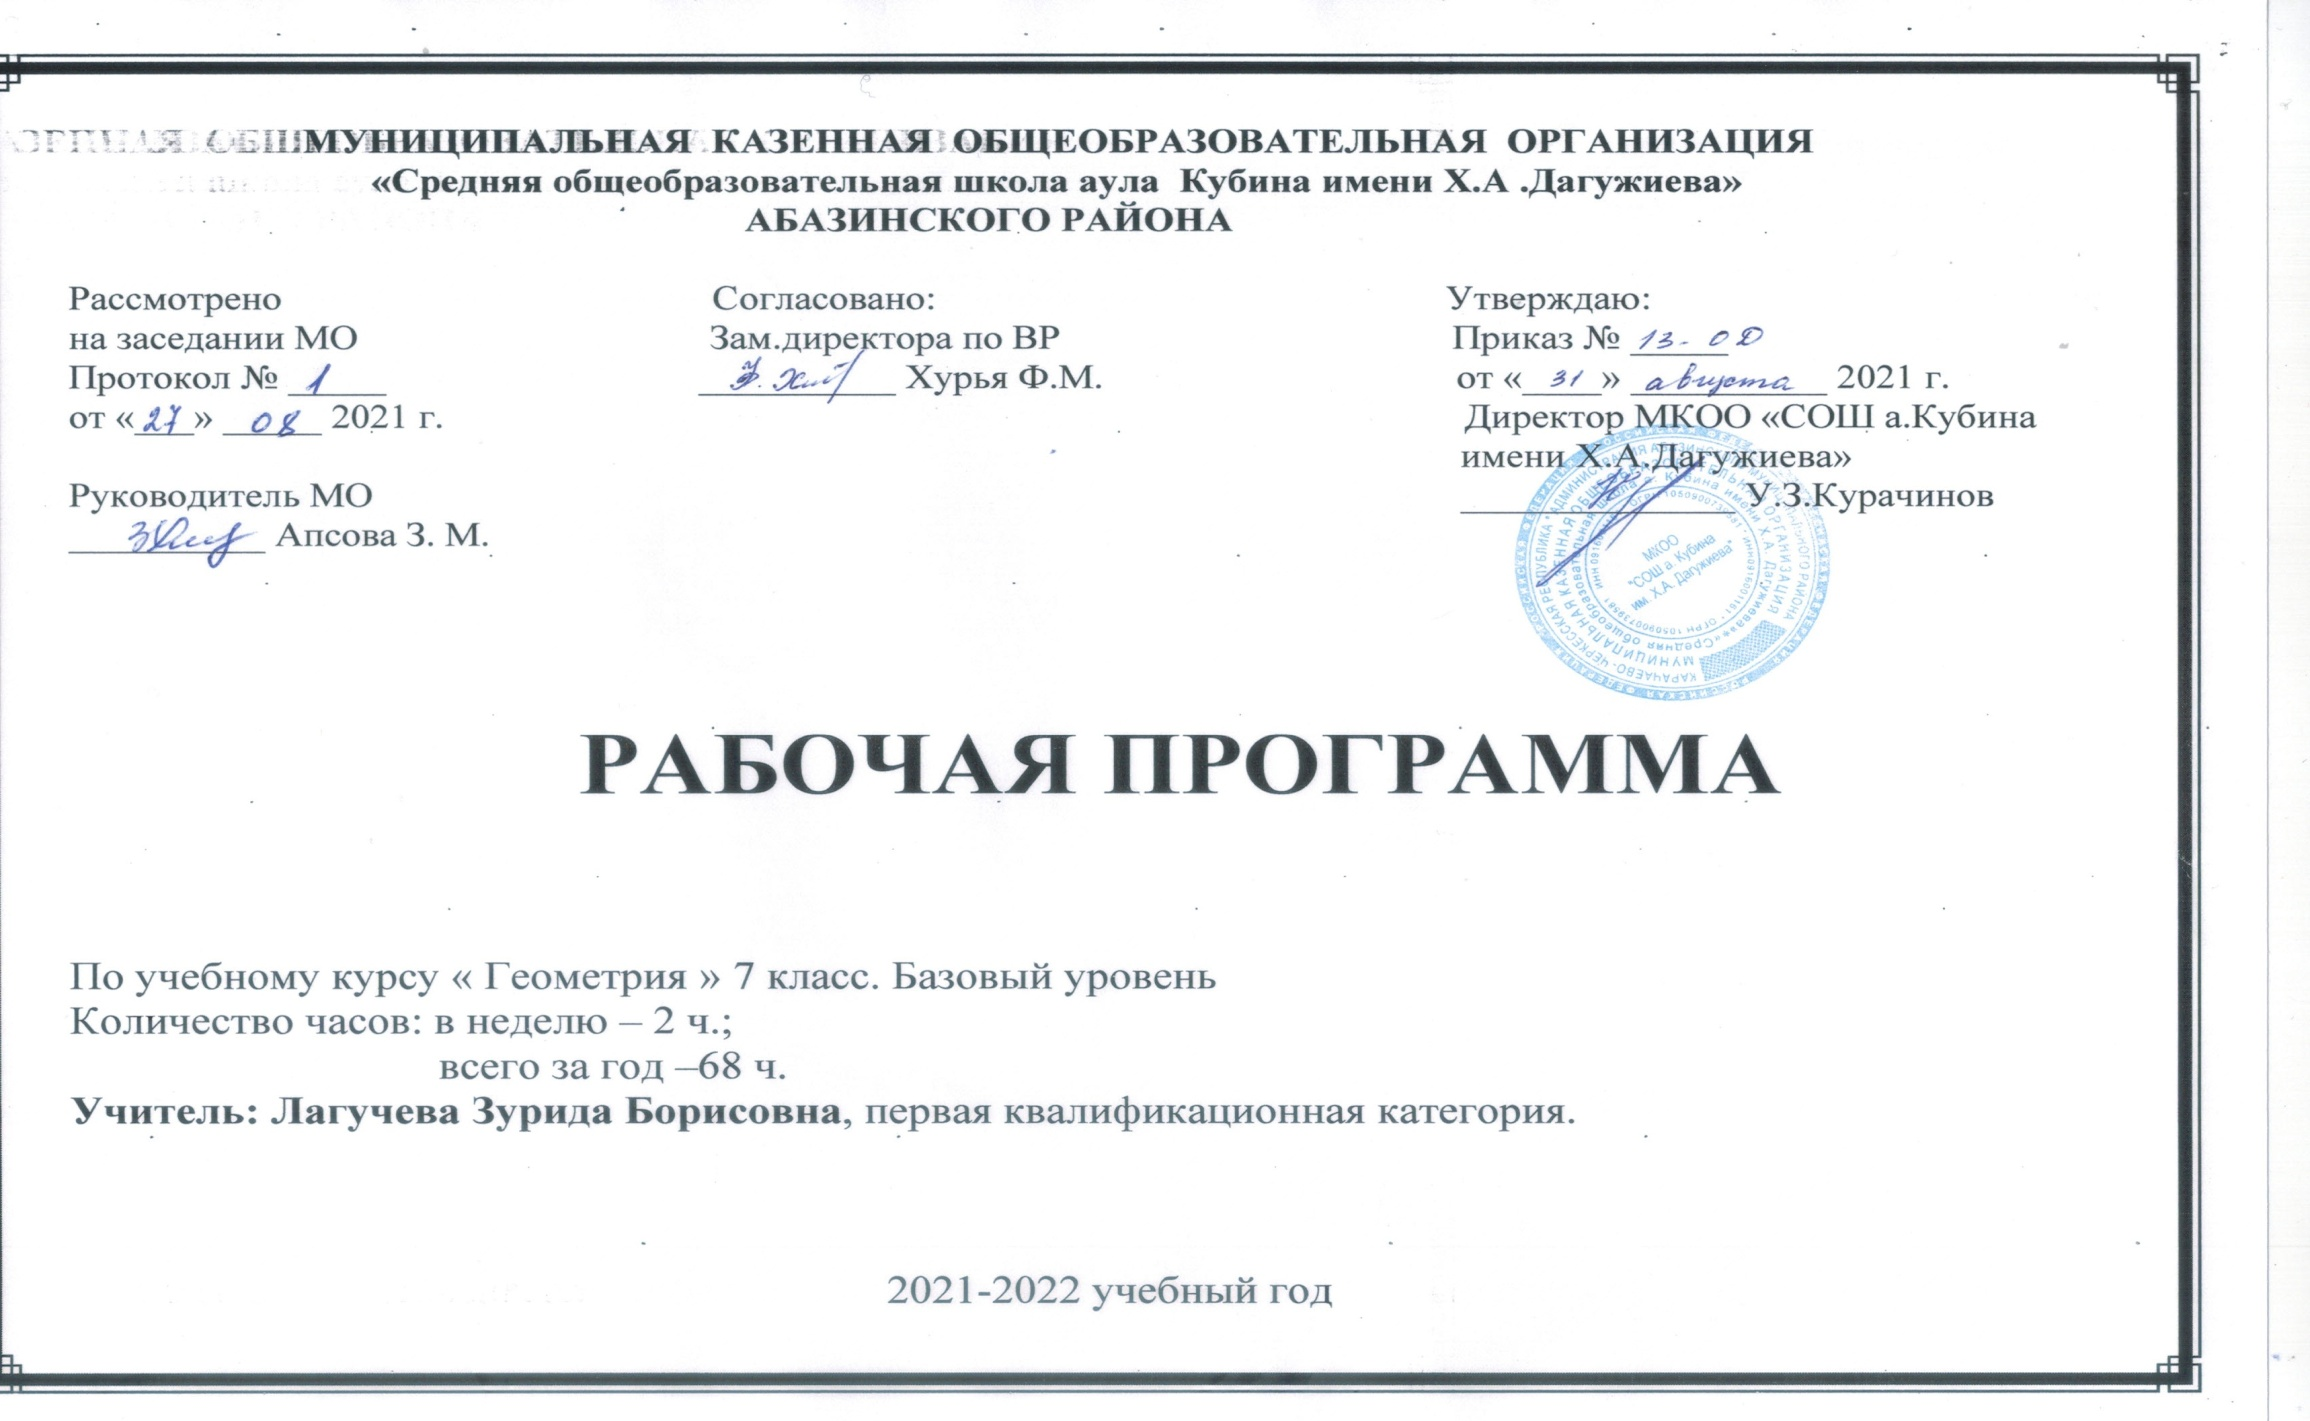 МУНИЦИПАЛЬНАЯ КАЗЕННАЯ ОБЩЕОБРАЗОВАТЕЛЬНАЯ ОРГАНИЗАЦИЯ
«Средняя общеобразовательная школа аула Кубина имени Х.А .Дагужиева»
АБАЗИНСКОГО РАЙОНА
Рассмотрено
на заседании МО
Протокол № 1
от «27» 08 2021 г.
Руководитель МО
Апсова З. М.
Согласовано:
Зам.директора по ВР
Хурья Ф.М.
Утверждаю:
Приказ № 13- ОД
от «31» августа 2021 г.
Директор МКОО «СОШ а.Кубина
имени Х.А.Дагужиева»
У.З.Курачинов
МКОО
"СОШ а. Кубина
им. Х.А. Дагужиева"
РАБОЧАЯ ПРОГРАММА
По учебному курсу « Геометрия » 7 класс. Базовый уровень
Количество часов: в неделю – 2 ч.;
всего за год –68 ч.
Учитель: Лагучева Зурида Борисовна, первая квалификационная категория.
2021-2022 учебный год